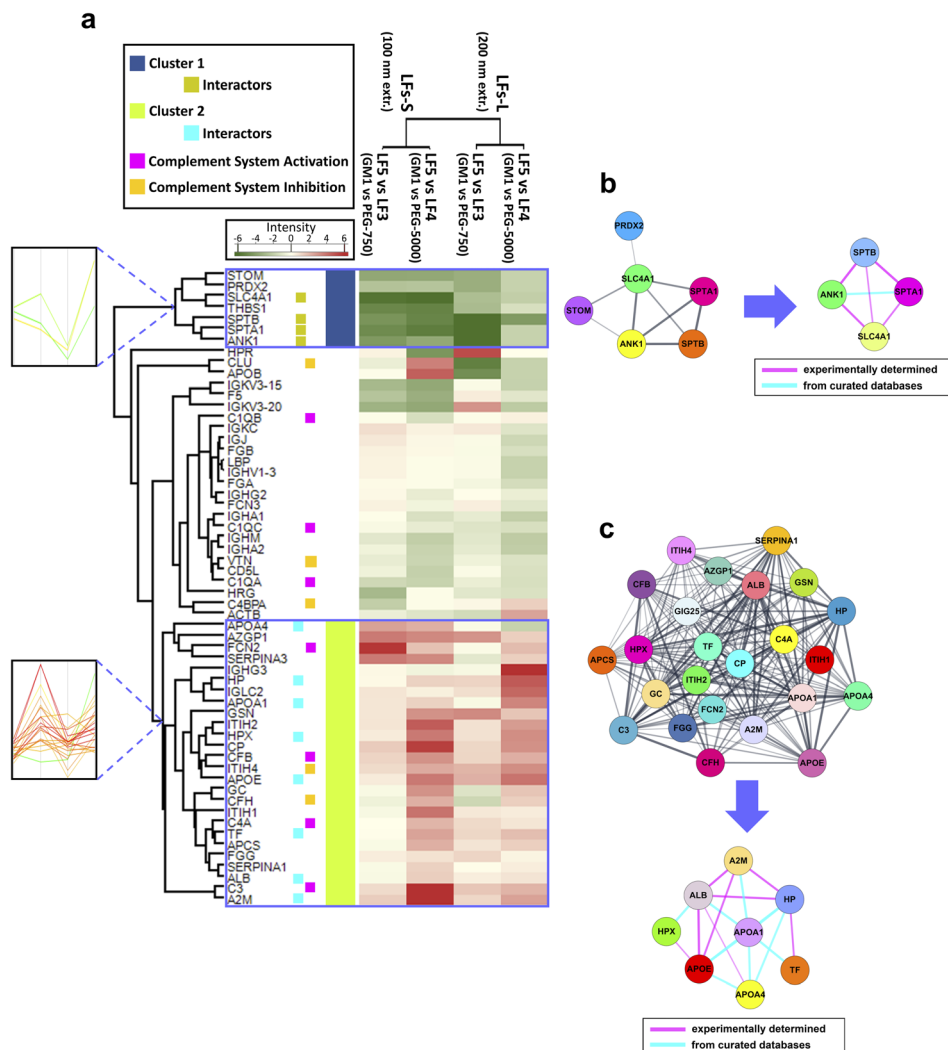 a
Cluster 1
Interactors
Cluster 2
Interactors
Complement System Activation
Complement System Inhibition
LFs-S
(100 nm extr.)
LFs-L
(200 nm extr.)
LF5 vs LF3
(GM1 vs PEG-750)
LF5 vs LF4
(GM1 vs PEG-5000)
LF5 vs LF3
(GM1 vs PEG-750)
LF5 vs LF4
(GM1 vs PEG-5000)
Intensity
-6 -4 -2 0 2 4 6
STOM
PRDX2
SLC4A1
THBS1
SPTB
SPTA1
ANK1
HPR
CLU
APOB
IGKV3-15
F5
IGKV3-20
C1QB
IGKC
IGJ
FGB
LBP
IGHV1-3
FGA
IGHG2
FCN3
IGHA1
C1QC
IGHM
IGHA2
VTN
CD5L
C1QA
HRG
C4BPA
ACTB
APOA4
AZGP1
FCN2
SERPINA3
IGHG3
HP
IGLC2
APOA1
GSN
ITIH2
HPX
CP
CFB
ITIH4
APOE
GC
CFH
ITIH1
C4A
TF
APCS
FGG
SERPINA1
ALB
C3
A2M
b
PRDX2
SLC4A1
SPTA1
STOM
ANK1
SPTB
SPTB
ANK1
SPTA1
SLC4A1
experimentally determined
from curated databases
c
SERPINA1
ITIH4
AZGP1
CFB
ALB
GSN
GIG25
HP
HPX
TF
C4A
APCS
CP
ITIH1
ITIH2
GC
APOA1
APOA4
FCN2
C3
FGG
A2M
CFH
APOE
A2M
ALB
HP
HPX
APOA1
APOE
TF
APOA4
experimentally determined
from curated databases